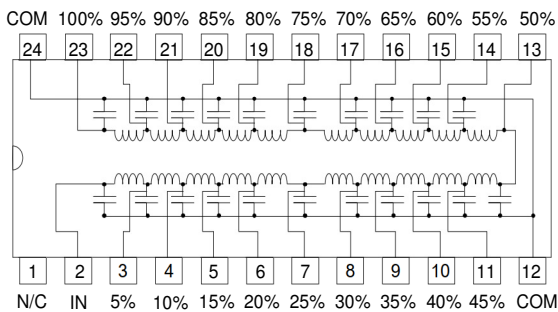 COM 100% 95% 90% 85% 80% 75% 70% 65% 60% 55% 50%
24 23 22 21 20 19 18 17 16 15 14 13
1 2 3 4 5 6 7 8 9 10 11 12
N/C IN 5% 10% 15% 20% 25% 30% 35% 40% 45% COM